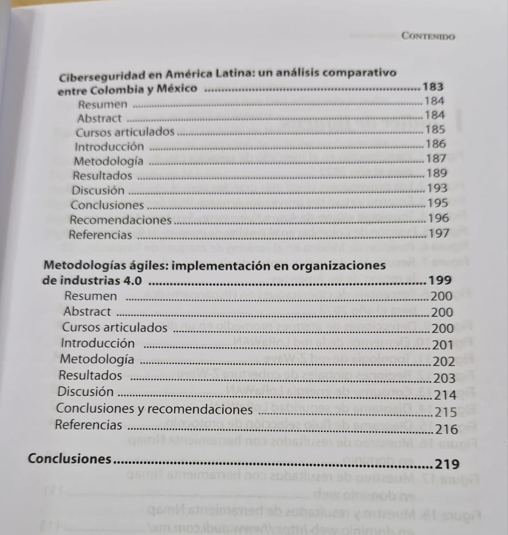 CONTENIDO
Ciberseguridad en América Latina: un análisis comparativo
entre Colombia y México ........ 183
Resumen ........ 184
Abstract ........ 184
Cursos articulados ........ 185
Introducción ........ 186
Metodología ........ 187
Resultados ........ 189
Discusión ........ 193
Conclusiones ........ 195
Recomendaciones ........ 196
Referencias ........ 197
Metodologías ágiles: implementación en organizaciones
de industrias 4.0 ........ 199
Resumen ........ 200
Abstract ........ 200
Cursos articulados ........ 200
Introducción ........ 201
Metodología ........ 202
Resultados ........ 203
Discusión ........ 214
Conclusiones y recomendaciones ........ 215
Referencias ........ 216
Conclusiones ........ 219